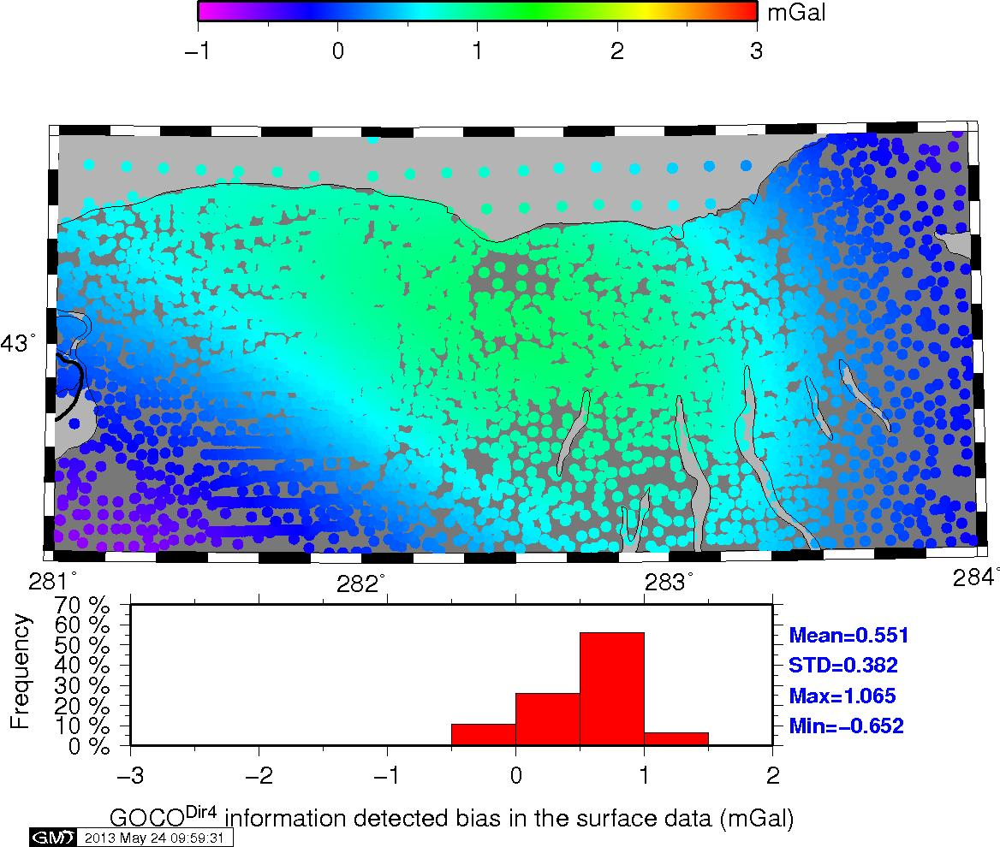 mGal
−1 0 1 2 3
43°
281° 282° 283° 284°
70 %
60 %
50 %
40 %
30 %
20 %
10 %
0 %
Frequency
Mean=0.551
STD=0.382
Max=1.065
Min=−0.652
−3 −2 −1 0 1 2
GOCO^Dir4 information detected bias in the surface data (mGal)
GMT 2013 May 24 09:59:31